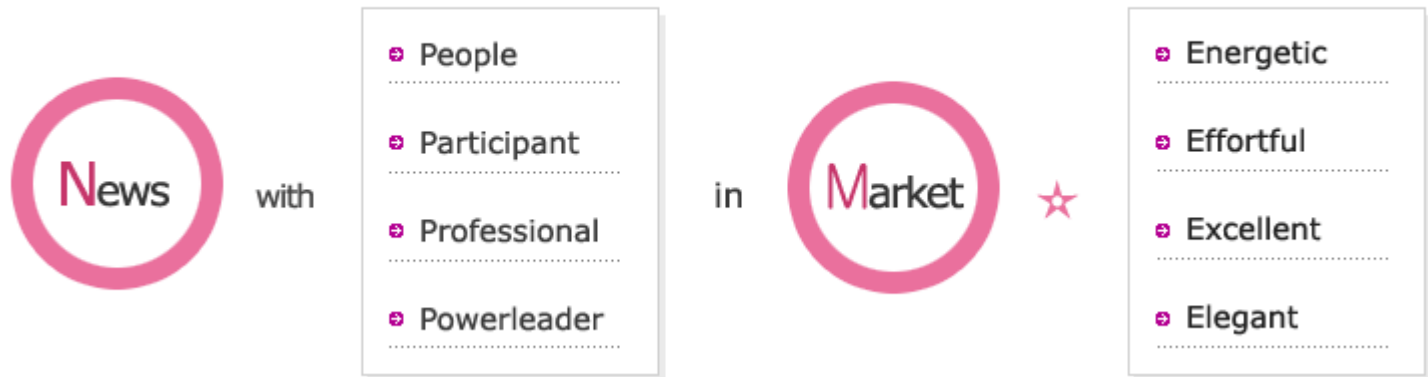 News
with
People
Participant
Professional
Powerleader
in
Market
Energetic
Effortful
Excellent
Elegant